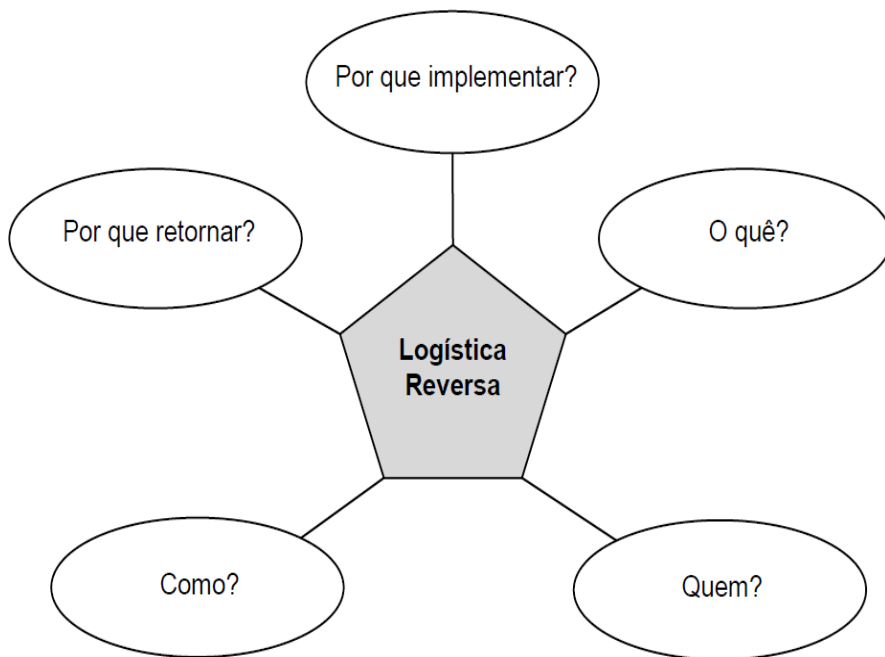 Por que implementar?
Por que retornar?
O quê?
Logística
Reversa
Como?
Quem?